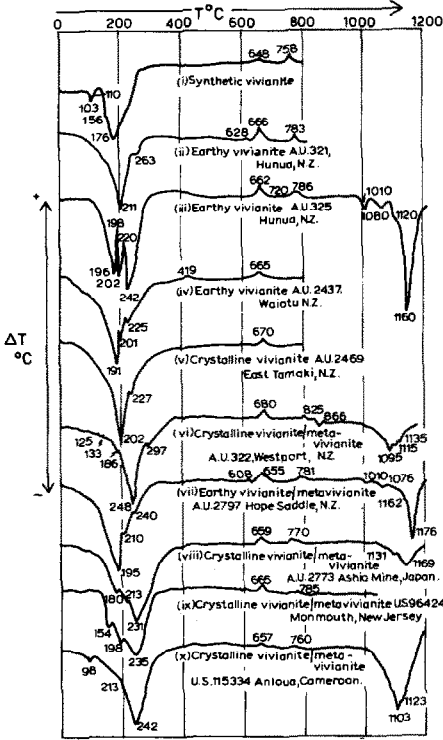 T°C
0 200 400 600 800 1000 1200
648 758
110
103
156
(i) Synthetic vivianite
176
666
628 783
(ii) Earthy vivianite A.U.321,
Hunua, N.Z.
263
211
662
720 786
1010
(iii) Earthy vivianite A.U.325
Hunua, N.Z.
1080
1120
198
220
196
202
242
1160
+
ΔT
°C
~
419 665
(iv) Earthy vivianite A.U.2437.
Waiotu N.Z.
225
201
191
670
(v) Crystalline vivianite A.U.2469
East Tamaki, N.Z.
227
202
680
825
866
(vi) Crystalline vivianite/meta-
vivianite
A.U.322, Westport, N.Z.
125
133
186
297
248
1135
1115
1095
608 655 781
1010 1076
(vii) Earthy vivianite/metavivianite
A.U.2797 Hope Saddle, N.Z.
240
210
195
1162
1176
659 770
1131
(viii) Crystalline vivianite/meta-
vivianite
A.U.2773 Ashio Mine, Japan.
1169
180
213
231
665 785
(ix) Crystalline vivianite/metavivianite U.S.96424
Monmouth, New Jersey
154
198
235
657 760
(x) Crystalline vivianite/meta-
vivianite
U.S.115334 Anloua, Cameroon.
98
213
242
1123
1103